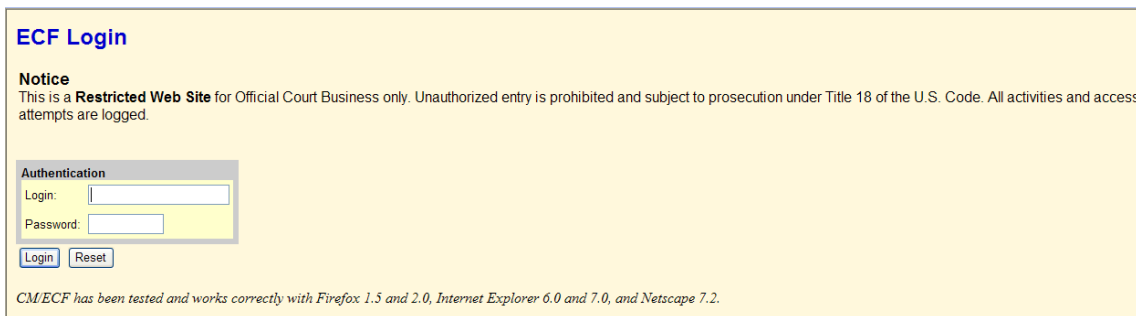 ECF Login
Notice
This is a Restricted Web Site for Official Court Business only. Unauthorized entry is prohibited and subject to prosecution under Title 18 of the U.S. Code. All activities and access
attempts are logged.
Authentication
Login:
Password:
Login Reset
CM/ECF has been tested and works correctly with Firefox 1.5 and 2.0, Internet Explorer 6.0 and 7.0, and Netscape 7.2.